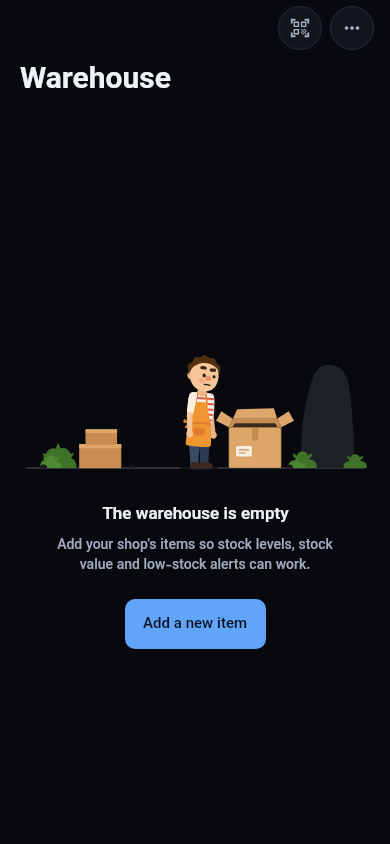 Warehouse
The warehouse is empty
Add your shop's items so stock levels, stock
value and low-stock alerts can work.
Add a new item